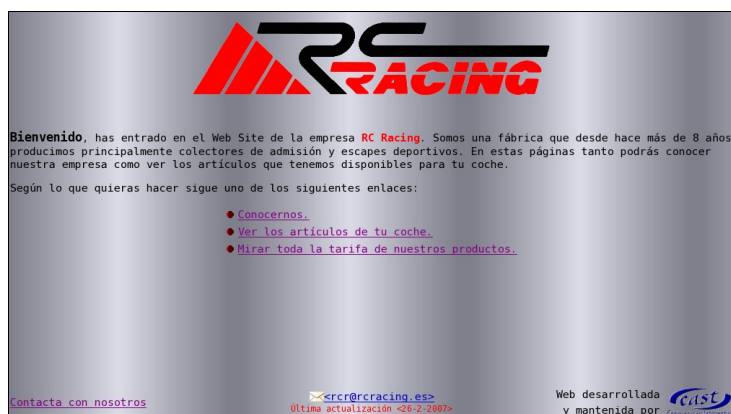 RC RACING
Bienvenido, has entrado en el Web Site de la empresa RC Racing. Somos una fábrica que desde hace más de 8 años
producimos principalmente colectores de admisión y escapes deportivos. En estas páginas tanto podrás conocer
nuestra empresa como ver los artículos que tenemos disponibles para tu coche.
Según lo que quieras hacer sigue uno de los siguientes enlaces:
Conocernos.
Ver los artículos de tu coche.
Mirar toda la tarifa de nuestros productos.
Contacta con nosotros
<rcr@rcracing.es>
Última actualización <26-2-2007>
Web desarrollada
y mantenida por
cast